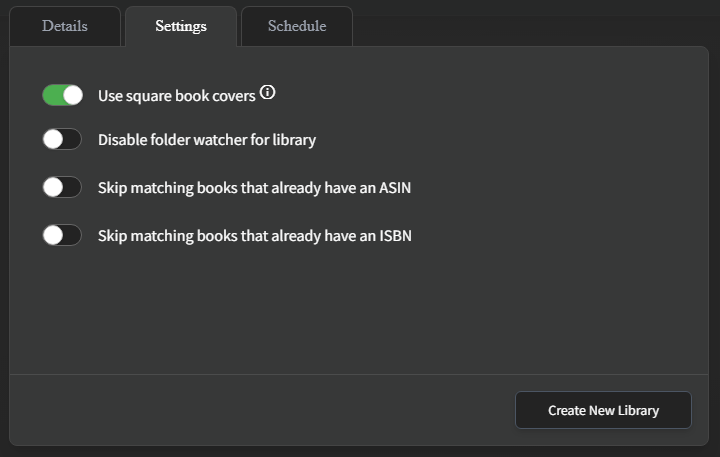 Details
Settings
Schedule
Use square book covers
Disable folder watcher for library
Skip matching books that already have an ASIN
Skip matching books that already have an ISBN
Create New Library